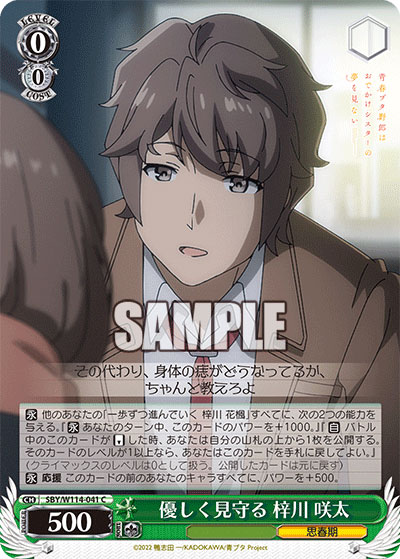 LEVEL
0
0
COST
青春ブタ野郎は
おでかけシスターの
夢を見ない
SAMPLE
その代わり、身体の痣がどうなってるが、
ちゃんと教えろよ
永 他のあなたの「一歩ずつ進んでいく 梓川 花楓」すべてに、次の2つの能力を
与える。『永 あなたのターン中、このカードのパワーを+1000。』『自 バトル
中のこのカードが した時、あなたは自分の山札の上から1枚を公開する。
そのカードのレベルが1以上なら、あなたはこのカードを手札に戻してよい。』
(クライマックスのレベルは0として扱う。公開したカードは元に戻す)
永 応援 このカードの前のあなたのキャラすべてに、パワーを+500。
CH SBY/W114-041 C
500
優しく見守る 梓川 咲太
思春期
©2022 鴨志田 一/KADOKAWA/青ブタ Project